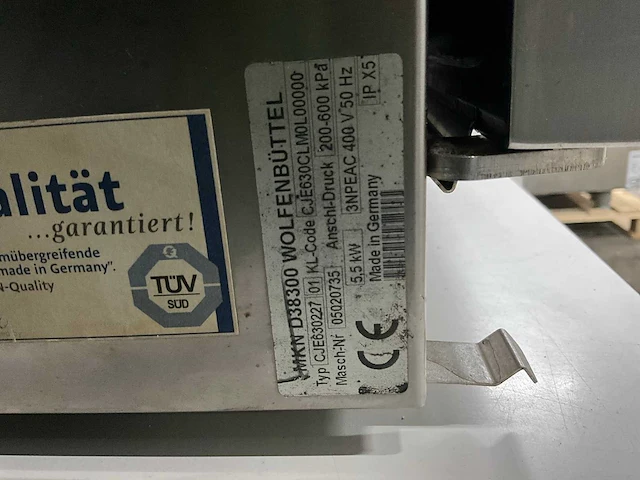 alität
...garantiert!
mübergreifende
made in Germany".
N-Quality
TÜV
SÜD
MKN D38300 WOLFENBÜTTEL
Typ CJE630227 01 KL-Code CJE630CLM0L00000
Masch-Nr 05020735 Anschl-Druck 200-600 kPa
5,5 kW 3NPEAC 400 V 50 Hz
Made in Germany IP X5
CE